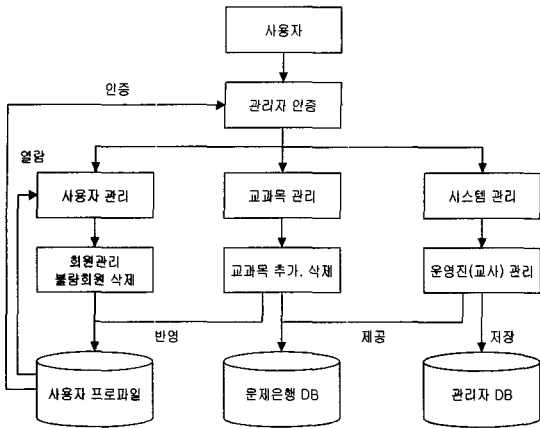 사용자
인증
관리자 인증
열람
사용자 관리
교과목 관리
시스템 관리
회원관리
불량회원 삭제
교과목 추가, 삭제
운영진(교사) 관리
반영
제공
저장
사용자 프로파일
문제은행 DB
관리자 DB